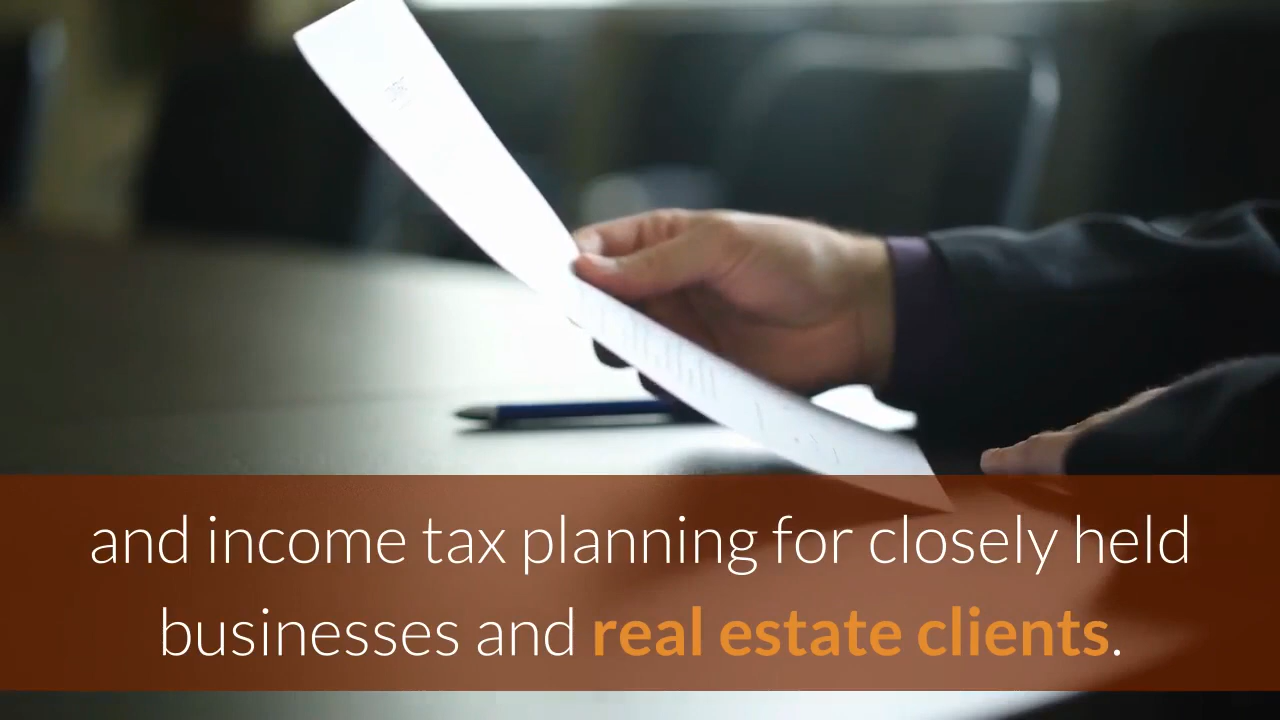 and income tax planning for closely held
businesses and real estate clients.